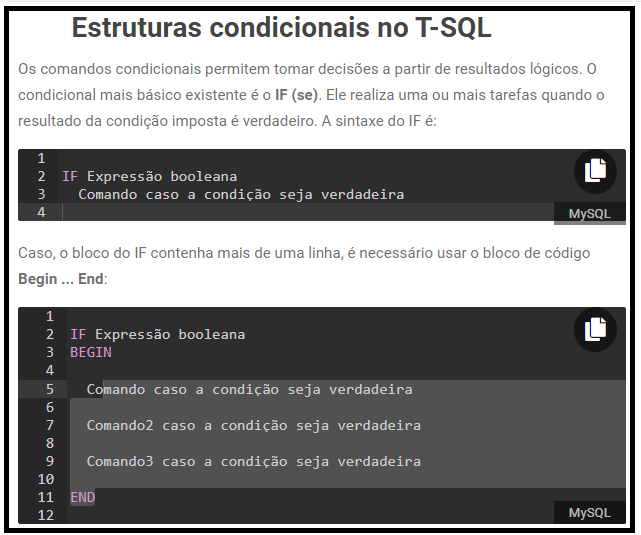 Estruturas condicionais no T-SQL
Os comandos condicionais permitem tomar decisões a partir de resultados lógicos. O
condicional mais básico existente é o IF (se). Ele realiza uma ou mais tarefas quando o
resultado da condição imposta é verdadeiro. A sintaxe do IF é:
1
2 IF Expressão booleana
3 Comando caso a condição seja verdadeira
4
MySQL
Caso, o bloco do IF contenha mais de uma linha, é necessário usar o bloco de código
Begin ... End:
1
2 IF Expressão booleana
3 BEGIN
4
5 Comando caso a condição seja verdadeira
6
7 Comando2 caso a condição seja verdadeira
8
9 Comando3 caso a condição seja verdadeira
10
11 END
12
MySQL